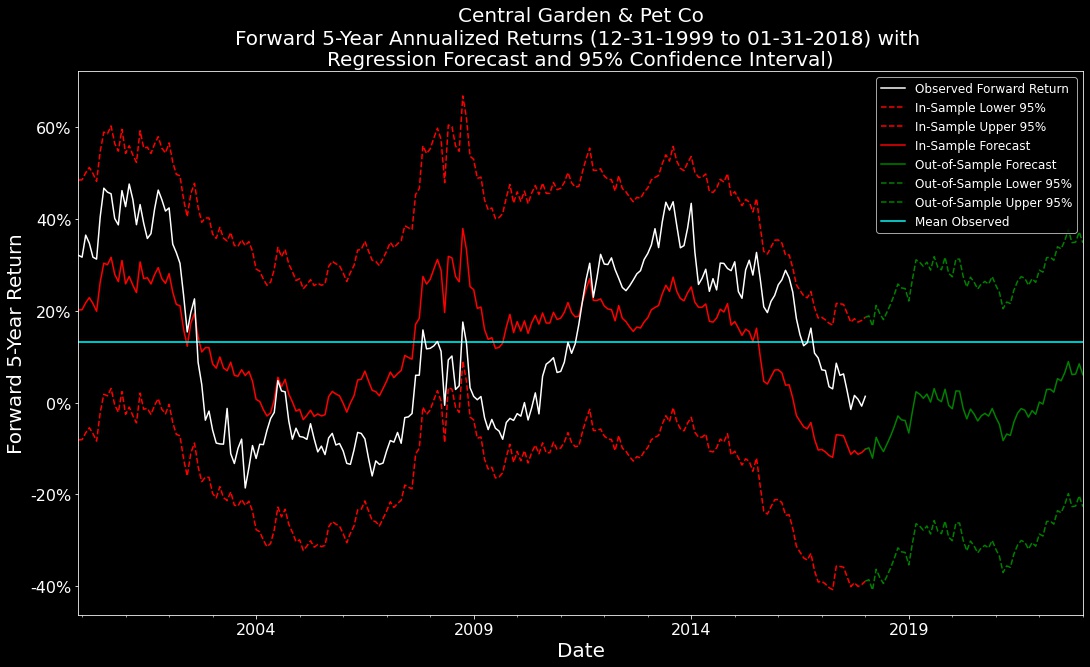 Central Garden & Pet Co
Forward 5-Year Annualized Returns (12-31-1999 to 01-31-2018) with
Regression Forecast and 95% Confidence Interval)
Observed Forward Return
In-Sample Lower 95%
In-Sample Upper 95%
In-Sample Forecast
Out-of-Sample Forecast
Out-of-Sample Lower 95%
Out-of-Sample Upper 95%
Mean Observed
Forward 5-Year Return
60%
40%
20%
0%
-20%
-40%
2004
2009
2014
2019
Date